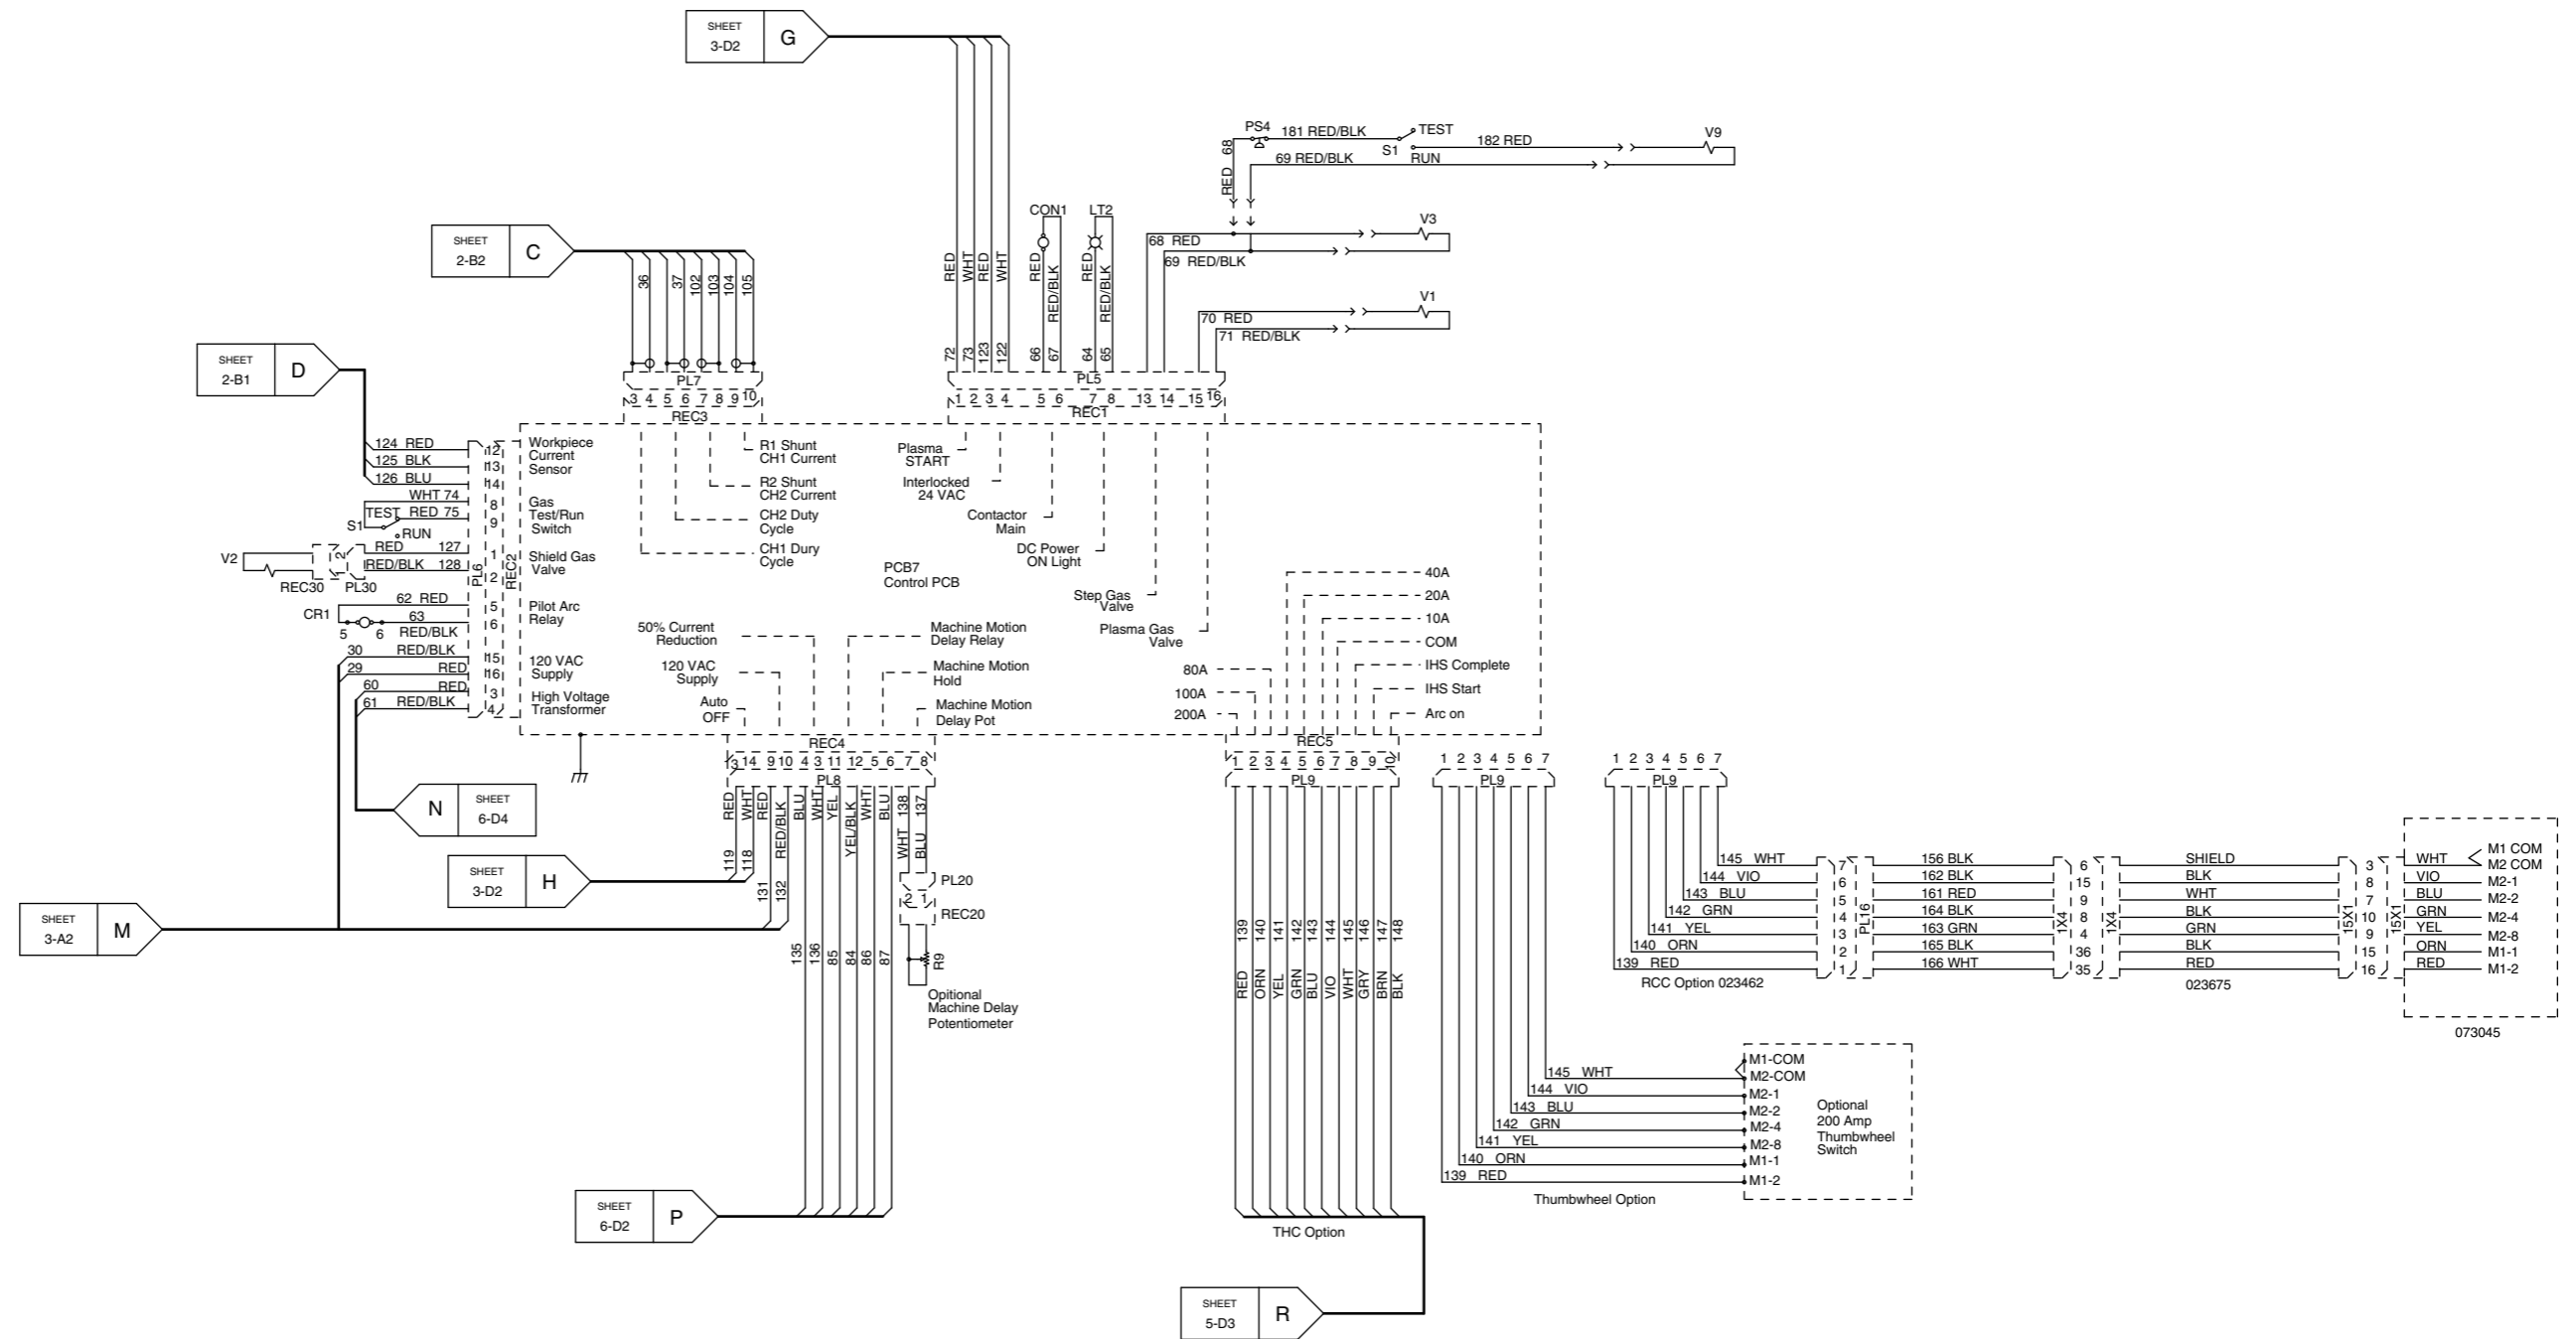 SHEET
3-D2
G
PS4
181 RED/BLK
TEST
S1
182 RED
V9
RED 68
69 RED/BLK
RUN
SHEET
2-B2
C
CON1
LT2
V3
68 RED
69 RED/BLK
36
37
102
103
104
105
RED
WHT
RED
WHT
RED
RED/BLK
RED
RED/BLK
V1
70 RED
71 RED/BLK
72
73
123
122
66
67
64
65
SHEET
2-B1
D
PL7
3 4 5 6 7 8 9 10
REC3
PL5
1 2 3 4 5 6 7 8 13 14 15 16
REC1
124 RED
125 BLK
126 BLU
WHT 74
TEST RED 75
S1
RUN
RED 127
V2
2
1
RED/BLK 128
REC30
PL30
62 RED
CR1
63
5
6
RED/BLK
30 RED/BLK
29 RED
60 RED
61 RED/BLK
12
13
14
8
9
1
2
5
6
15
16
3
4
PL6
REC2
Workpiece
Current
Sensor
Gas
Test/Run
Switch
Shield Gas
Valve
Pilot Arc
Relay
120 VAC
Supply
High Voltage
Transformer
R1 Shunt
CH1 Current
R2 Shunt
CH2 Current
CH2 Duty
Cycle
CH1 Dury
Cycle
Plasma
START
Interlocked
24 VAC
Contactor
Main
DC Power
ON Light
Step Gas
Valve
Plasma Gas
Valve
PCB7
Control PCB
50% Current
Reduction
120 VAC
Supply
Auto
OFF
Machine Motion
Delay Relay
Machine Motion
Hold
Machine Motion
Delay Pot
40A
20A
10A
COM
IHS Complete
IHS Start
Arc on
80A
100A
200A
REC4
3 14 9 10 4 3 11 12 5 6 7 8
PL8
REC5
1 2 3 4 5 6 7 8 9 10
PL9
1 2 3 4 5 6 7
PL9
1 2 3 4 5 6 7
PL9
SHEET
6-D4
N
RED
WHT
RED
RED/BLK
BLU
WHT
YEL
YEL/BLK
WHT
BLU
138
137
WHT
BLU
119
118
131
132
SHEET
3-D2
H
PL20
2 1
REC20
R9
Opitional
Machine Delay
Potentiometer
SHEET
3-A2
M
135
136
85
84
86
87
139
140
141
142
143
144
145
146
147
148
RED
ORN
YEL
GRN
BLU
VIO
WHT
GRY
BRN
BLK
145 WHT
144 VIO
143 BLU
142 GRN
141 YEL
140 ORN
139 RED
RCC Option 023462
7
6
5
4
3
2
1
PL16
156 BLK
162 BLK
161 RED
164 BLK
163 GRN
165 BLK
166 WHT
1X4
6
15
9
8
4
36
35
1X4
SHIELD
BLK
WHT
BLK
GRN
BLK
RED
023675
15X1
3
8
7
10
9
15
16
15X1
WHT
VIO
BLU
GRN
YEL
ORN
RED
M1 COM
M2 COM
M2-1
M2-2
M2-4
M2-8
M1-1
M1-2
073045
145 WHT
144 VIO
143 BLU
142 GRN
141 YEL
140 ORN
139 RED
M1-COM
M2-COM
M2-1
M2-2
M2-4
M2-8
M1-1
M1-2
Optional
200 Amp
Thumbwheel
Switch
Thumbwheel Option
SHEET
6-D2
P
THC Option
SHEET
5-D3
R